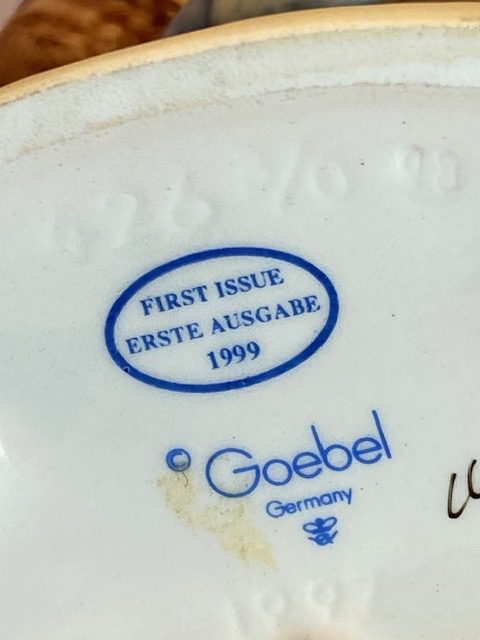 FIRST ISSUE
ERSTE AUSGABE
1999
© Goebel
Germany